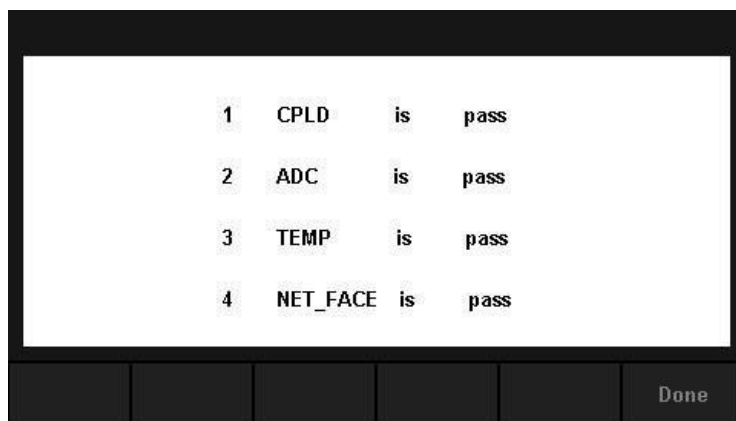 1 CPLD is pass
2 ADC is pass
3 TEMP is pass
4 NET_FACE is pass
Done